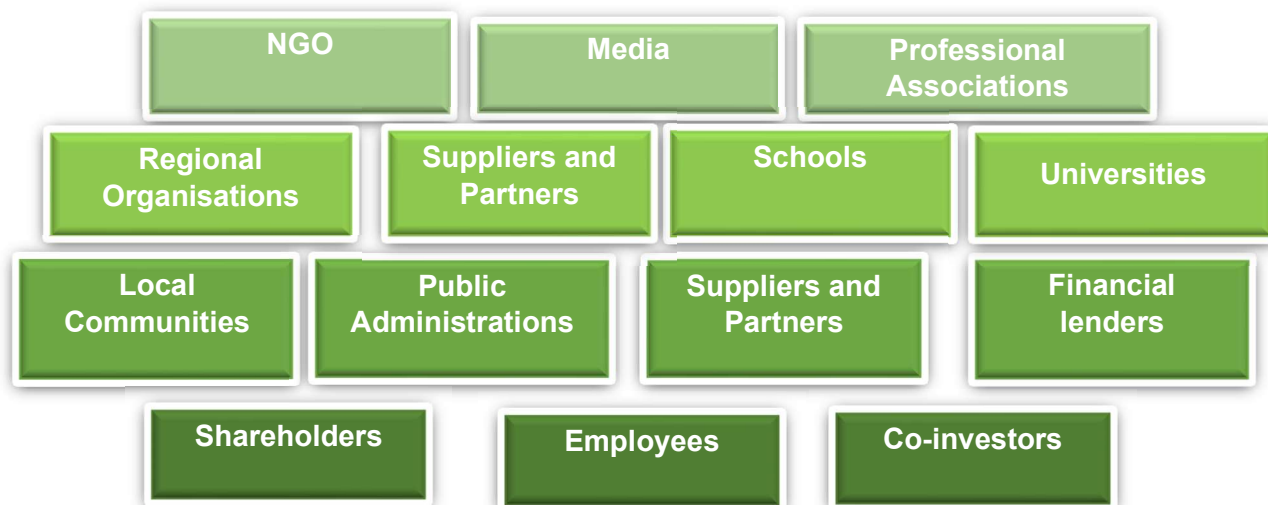 NGO
Media
Professional
Associations
Regional
Organisations
Suppliers and
Partners
Schools
Universities
Local
Communities
Public
Administrations
Suppliers and
Partners
Financial
lenders
Shareholders
Employees
Co-investors